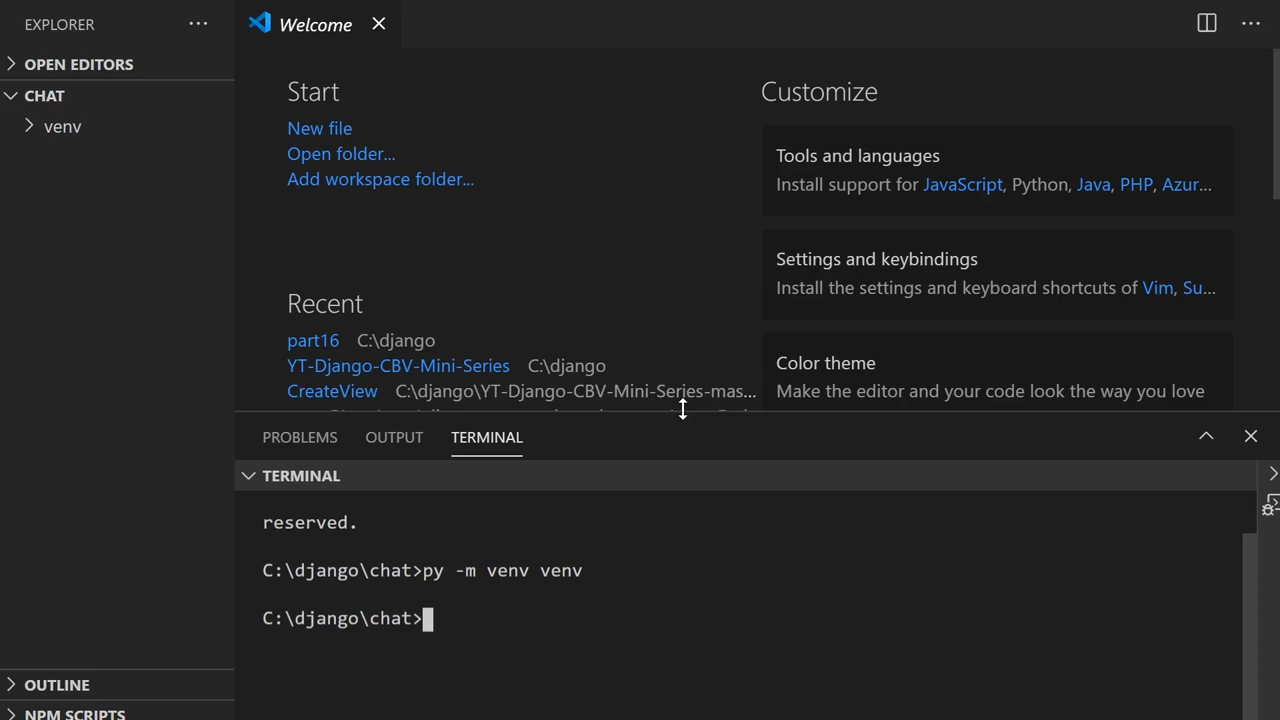 EXPLORER
OPEN EDITORS
CHAT
venv
OUTLINE
NPM SCRIPTS
Welcome
Start
New file
Open folder...
Add workspace folder...
Recent
part16 C:\django
YT-Django-CBV-Mini-Series C:\django
CreateView C:\django\YT-Django-CBV-Mini-Series-mas...
Customize
Tools and languages
Install support for JavaScript, Python, Java, PHP, Azur...
Settings and keybindings
Install the settings and keyboard shortcuts of Vim, Su...
Color theme
Make the editor and your code look the way you love
PROBLEMS OUTPUT TERMINAL
TERMINAL
reserved.
C:\django\chat>py -m venv venv
C:\django\chat>